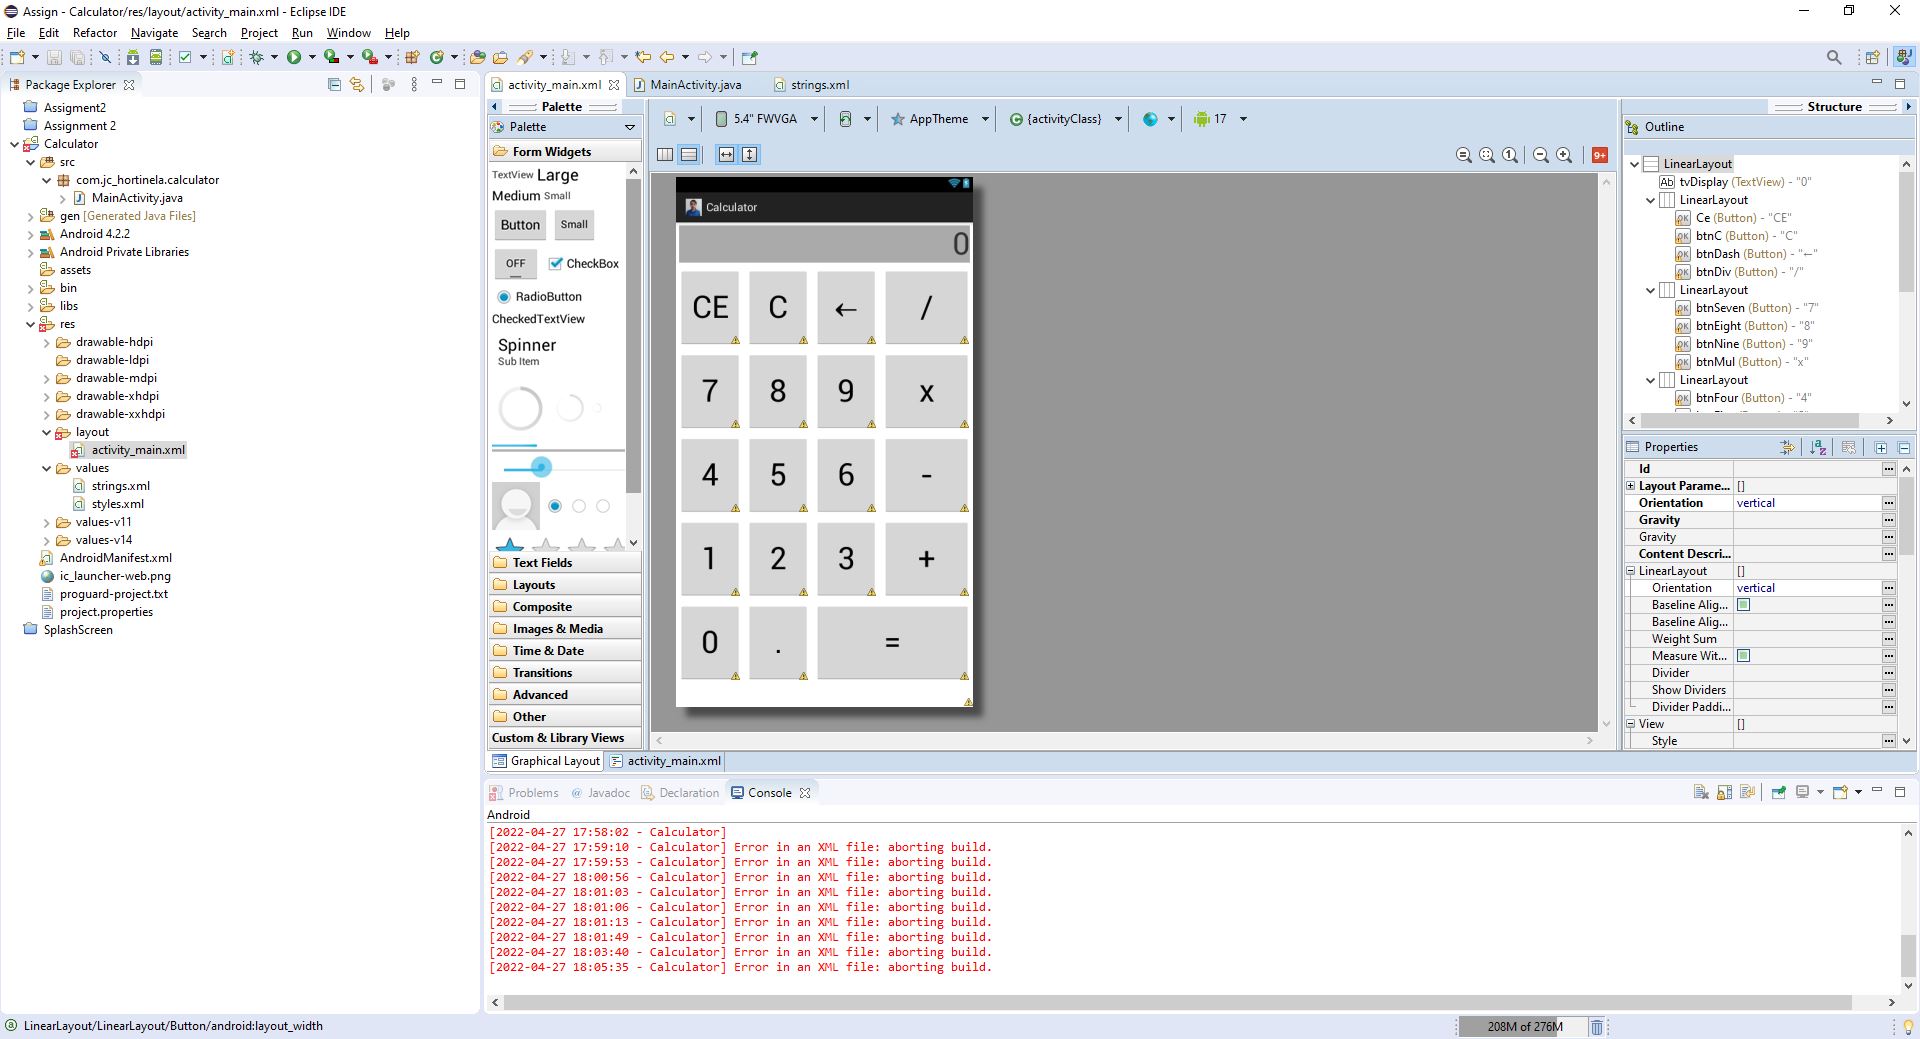 Assign - Calculator/res/layout/activity_main.xml - Eclipse IDE
File Edit Refactor Navigate Search Project Run Window Help
Package Explorer
Assigment2
Assignment 2
Calculator
src
com.jc_hortinela.calculator
MainActivity.java
gen [Generated Java Files]
Android 4.2.2
Android Private Libraries
assets
bin
libs
res
drawable-hdpi
drawable-ldpi
drawable-mdpi
drawable-xhdpi
drawable-xxhdpi
layout
activity_main.xml
values
strings.xml
styles.xml
values-v11
values-v14
AndroidManifest.xml
ic_launcher-web.png
proguard-project.txt
project.properties
SplashScreen
activity_main.xml MainActivity.java strings.xml
Palette
Palette
Form Widgets
TextView Large
Medium Small
Button Small
OFF CheckBox
RadioButton
CheckedTextView
Spinner
Sub Item
Text Fields
Layouts
Composite
Images & Media
Time & Date
Transitions
Advanced
Other
Custom & Library Views
5.4" FWVGA AppTheme {activityClass} 17
9+
Calculator
0
CE C ← /
7 8 9 x
4 5 6 -
1 2 3 +
0 . =
Graphical Layout activity_main.xml
Structure
Outline
LinearLayout
Ab tvDisplay (TextView) - "0"
LinearLayout
OK Ce (Button) - "CE"
OK btnC (Button) - "C"
OK btnDash (Button) - "←"
OK btnDiv (Button) - "/"
LinearLayout
OK btnSeven (Button) - "7"
OK btnEight (Button) - "8"
OK btnNine (Button) - "9"
OK btnMul (Button) - "x"
LinearLayout
OK btnFour (Button) - "4"
Properties
Id
Layout Parame... []
Orientation vertical
Gravity
Gravity
Content Descri...
LinearLayout []
Orientation vertical
Baseline Alig...
Baseline Alig...
Weight Sum
Measure Wit...
Divider
Show Dividers
Divider Paddi...
View []
Style
Problems @ Javadoc Declaration Console
Android
[2022-04-27 17:58:02 - Calculator]
[2022-04-27 17:59:10 - Calculator] Error in an XML file: aborting build.
[2022-04-27 17:59:53 - Calculator] Error in an XML file: aborting build.
[2022-04-27 18:00:56 - Calculator] Error in an XML file: aborting build.
[2022-04-27 18:01:03 - Calculator] Error in an XML file: aborting build.
[2022-04-27 18:01:06 - Calculator] Error in an XML file: aborting build.
[2022-04-27 18:01:13 - Calculator] Error in an XML file: aborting build.
[2022-04-27 18:01:49 - Calculator] Error in an XML file: aborting build.
[2022-04-27 18:03:40 - Calculator] Error in an XML file: aborting build.
[2022-04-27 18:05:35 - Calculator] Error in an XML file: aborting build.
LinearLayout/LinearLayout/Button/android:layout_width
208M of 276M